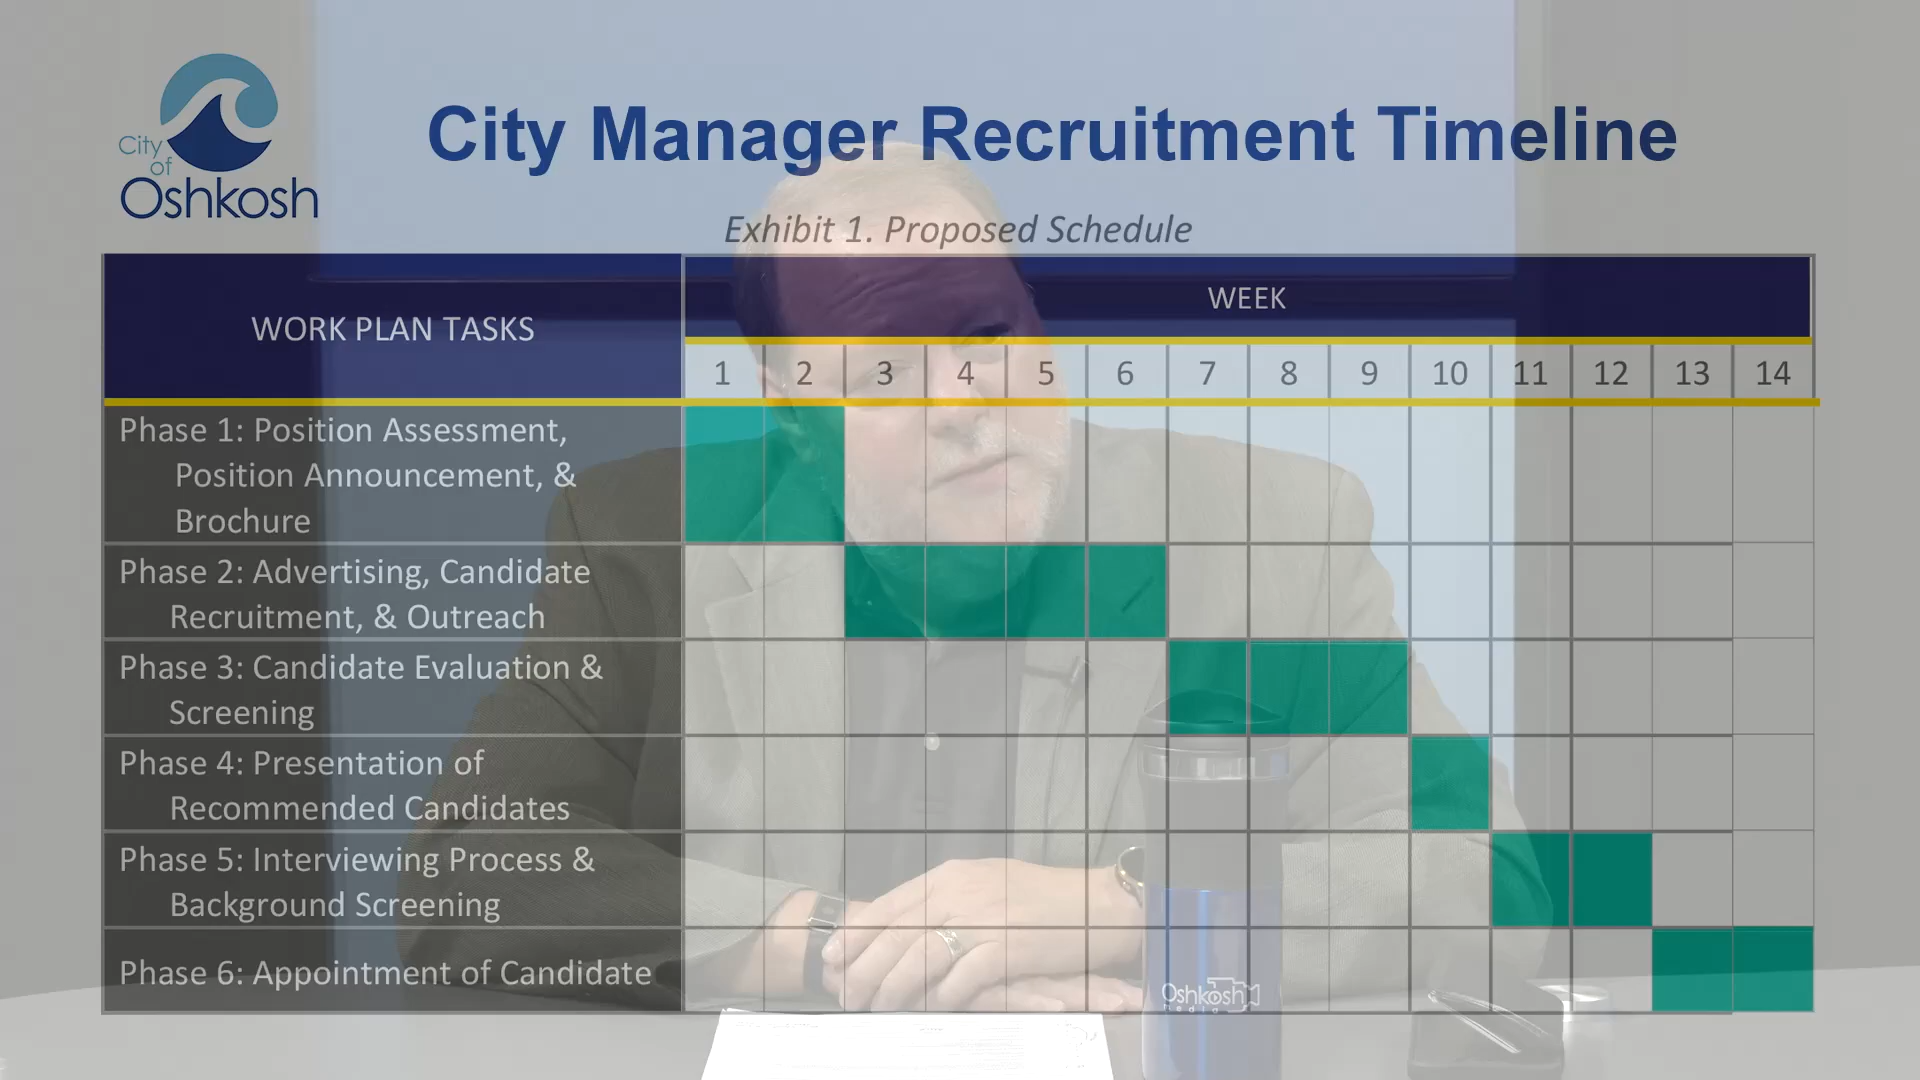 City
of
Oshkosh
City Manager Recruitment Timeline
Exhibit 1. Proposed Schedule
WORK PLAN TASKS
WEEK
1 2 3 4 5 6 7 8 9 10 11 12 13 14
Phase 1: Position Assessment,
Position Announcement, &
Brochure
Phase 2: Advertising, Candidate
Recruitment, & Outreach
Phase 3: Candidate Evaluation &
Screening
Phase 4: Presentation of
Recommended Candidates
Phase 5: Interviewing Process &
Background Screening
Phase 6: Appointment of Candidate
Oshkosh
Media